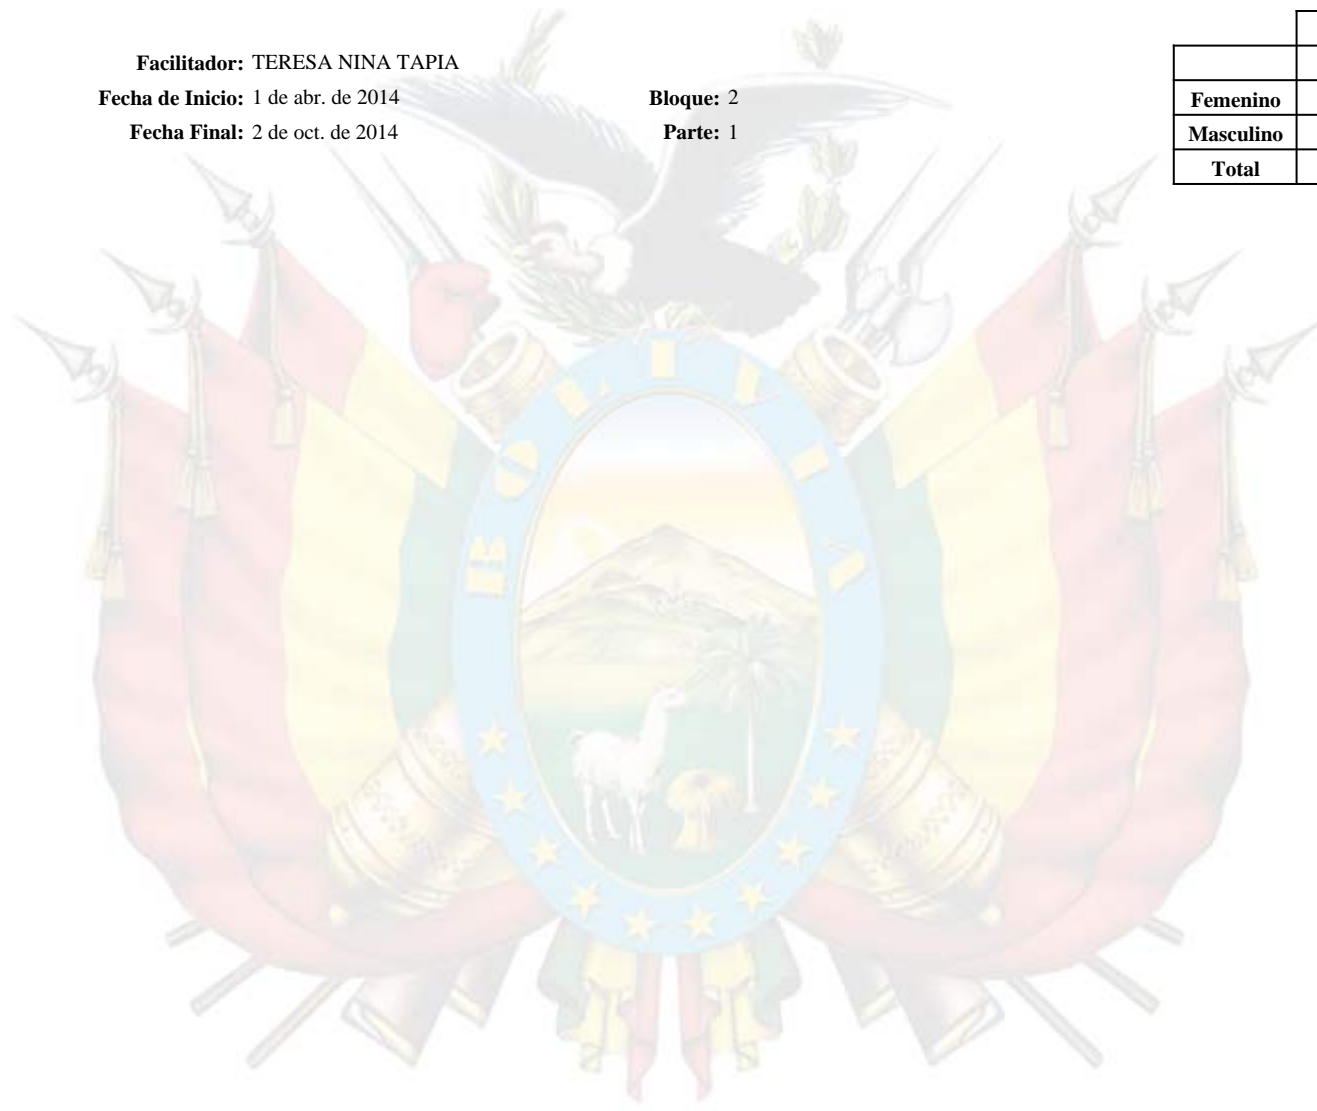 Facilitador: TERESA NINA TAPIA
Fecha de Inicio: 1 de abr. de 2014 Bloque: 2
Fecha Final: 2 de oct. de 2014 Parte: 1
Femenino
Masculino
Total
BOLIVIA